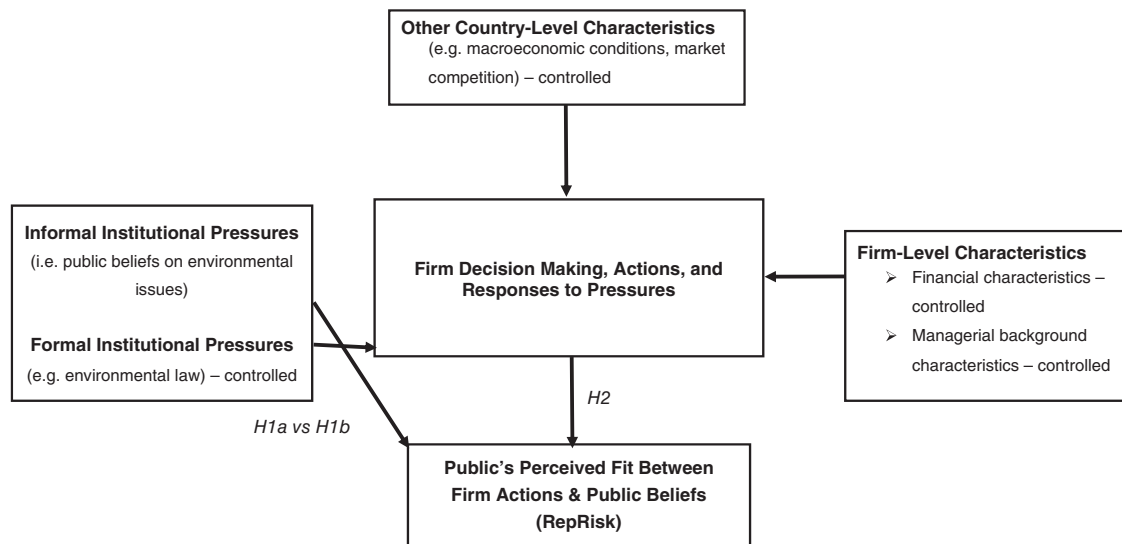 Other Country-Level Characteristics
(e.g. macroeconomic conditions, market
competition) – controlled
Informal Institutional Pressures
(i.e. public beliefs on environmental
issues)
Formal Institutional Pressures
(e.g. environmental law) – controlled
Firm Decision Making, Actions, and
Responses to Pressures
Firm-Level Characteristics
➢ Financial characteristics –
controlled
➢ Managerial background
characteristics – controlled
H1a vs H1b
H2
Public's Perceived Fit Between
Firm Actions & Public Beliefs
(RepRisk)